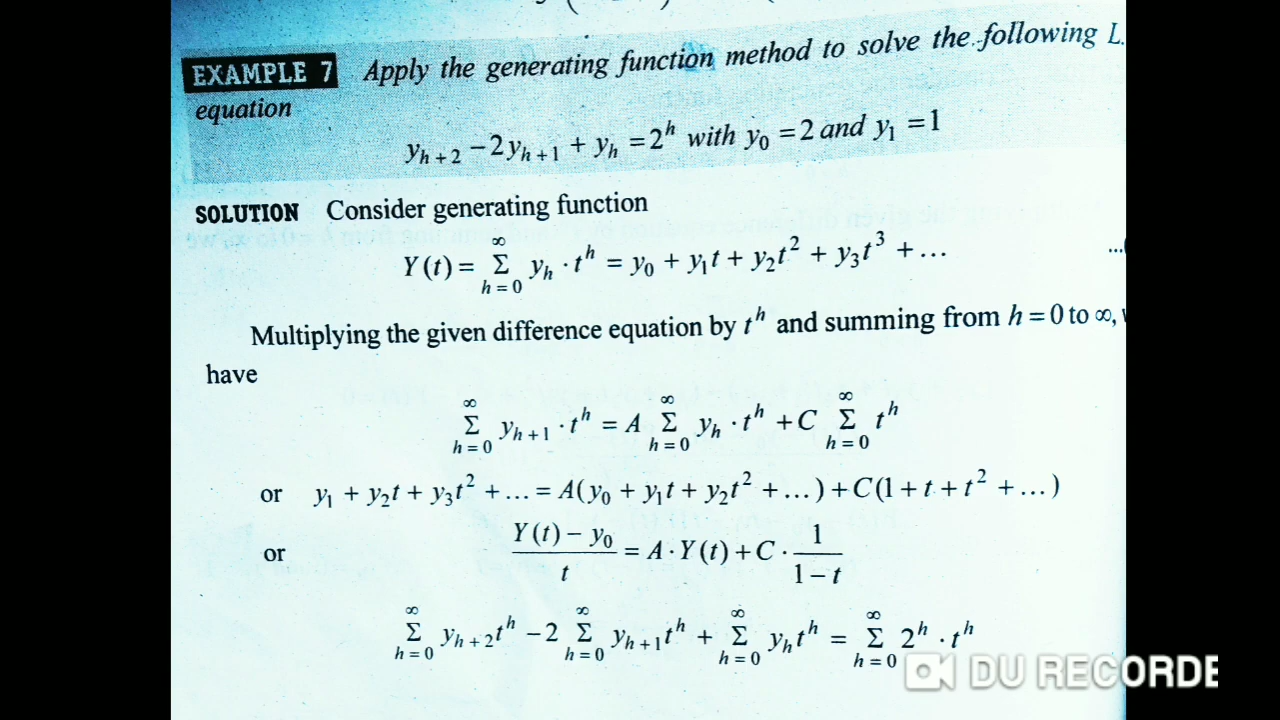 EXAMPLE 7 Apply the generating function method to solve the following L.
equation
y_{h+2} − 2y_{h+1} + y_h = 2^h with y_0 = 2 and y_1 = 1
SOLUTION Consider generating function
Y(t) = Σ_{h=0}^{∞} y_h · t^h = y_0 + y_1t + y_2t^2 + y_3t^3 + ... ...(
Multiplying the given difference equation by t^h and summing from h = 0 to ∞,
have
Σ_{h=0}^{∞} y_{h+1} · t^h = A Σ_{h=0}^{∞} y_h · t^h + C Σ_{h=0}^{∞} t^h
or y_1 + y_2t + y_3t^2 + ... = A(y_0 + y_1t + y_2t^2 + ...) + C(1 + t + t^2 + ...)
or (Y(t) − y_0)/t = A · Y(t) + C · 1/(1 − t)
Σ_{h=0}^{∞} y_{h+2}t^h − 2 Σ_{h=0}^{∞} y_{h+1}t^h + Σ_{h=0}^{∞} y_ht^h = Σ_{h=0}^{∞} 2^h · t^h
DU RECORDE